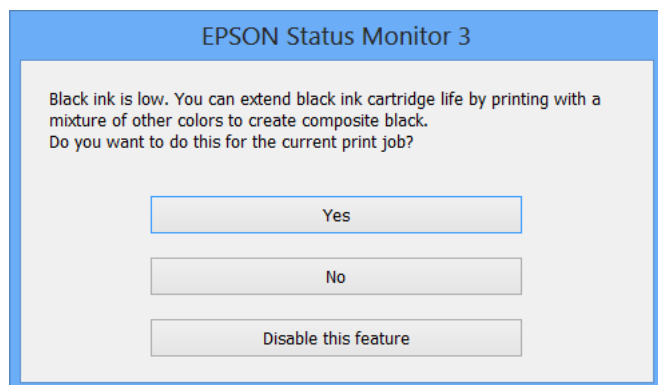 EPSON Status Monitor 3
Black ink is low. You can extend black ink cartridge life by printing with a
mixture of other colors to create composite black.
Do you want to do this for the current print job?
Yes
No
Disable this feature